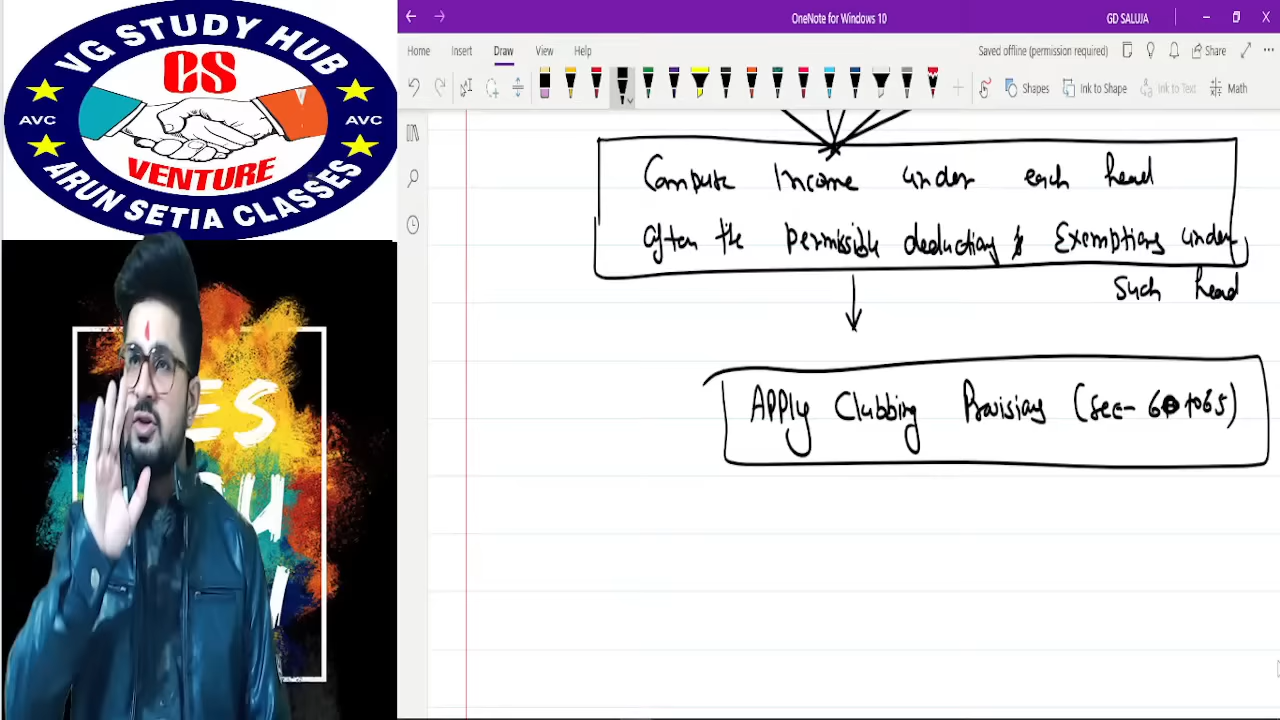 VG STUDY HUB
CS
AVC
AVC
VENTURE
ARUN SETIA CLASSES
ES
OneNote for Windows 10
GD SALUJA
Home
Insert
Draw
View
Help
Saved offline (permission required)
Share
Shapes
Ink to Shape
Ink to Text
Math
Compute Income under each head
after the permissible deductions & Exemptions under
Such head
Apply Clubbing Provisions (Sec- 60 to 65)